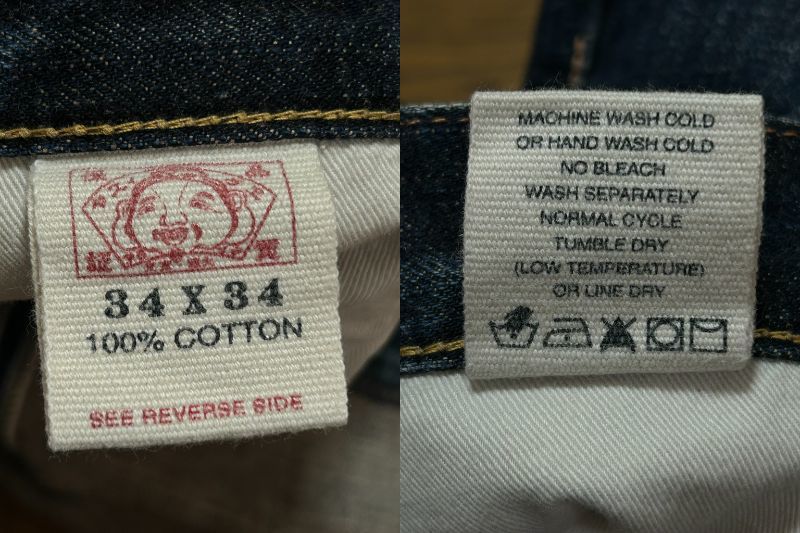 34 X 34
100% COTTON
SEE REVERSE SIDE
MACHINE WASH COLD
OR HAND WASH COLD
NO BLEACH
WASH SEPARATELY
NORMAL CYCLE
TUMBLE DRY
(LOW TEMPERATURE)
OR LINE DRY